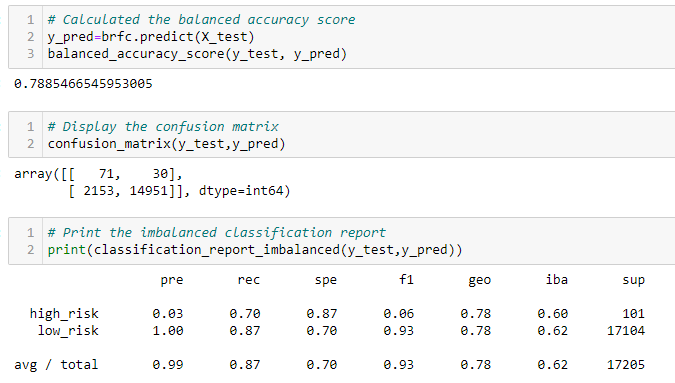 1 # Calculated the balanced accuracy score
2 y_pred=brfc.predict(X_test)
3 balanced_accuracy_score(y_test, y_pred)
0.7885466545953005
1 # Display the confusion matrix
2 confusion_matrix(y_test,y_pred)
array([[   71,    30],
       [ 2153, 14951]], dtype=int64)
1 # Print the imbalanced classification report
2 print(classification_report_imbalanced(y_test,y_pred))
                   pre       rec       spe        f1       geo       iba       sup
  high_risk       0.03      0.70      0.87      0.06      0.78      0.60       101
   low_risk       1.00      0.87      0.70      0.93      0.78      0.62     17104
avg / total       0.99      0.87      0.70      0.93      0.78      0.62     17205